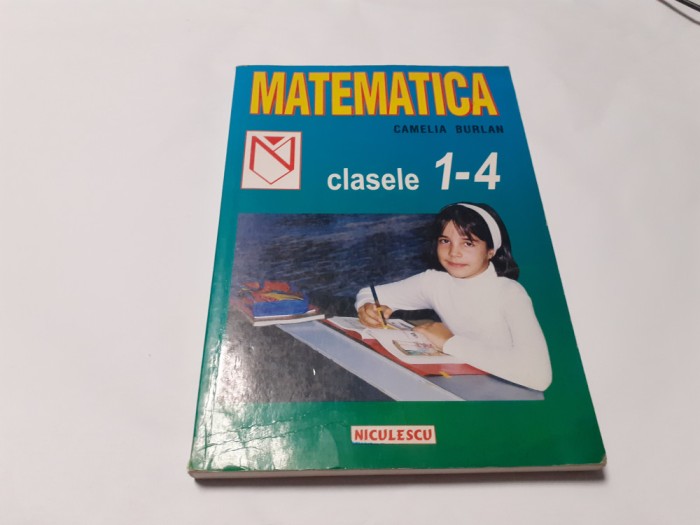 MATEMATICA
CAMELIA BURLAN
clasele 1-4
NICULESCU